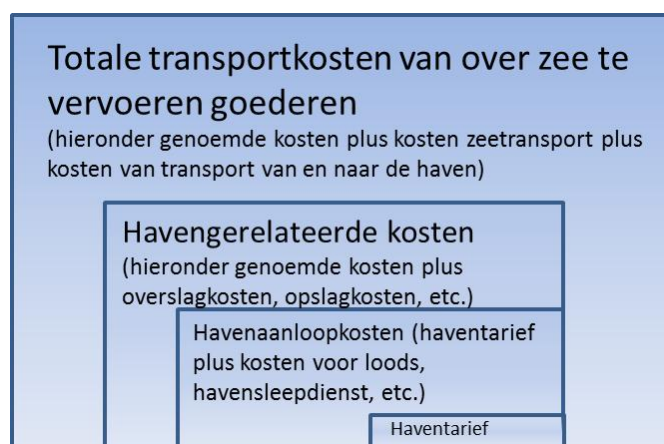 Totale transportkosten van over zee te
vervoeren goederen
(hieronder genoemde kosten plus kosten zeetransport plus
kosten van transport van en naar de haven)
Havengerelateerde kosten
(hieronder genoemde kosten plus
overslagkosten, opslagkosten, etc.)
Havenaanloopkosten (haventarief
plus kosten voor loods,
havensleepdienst, etc.)
Haventarief